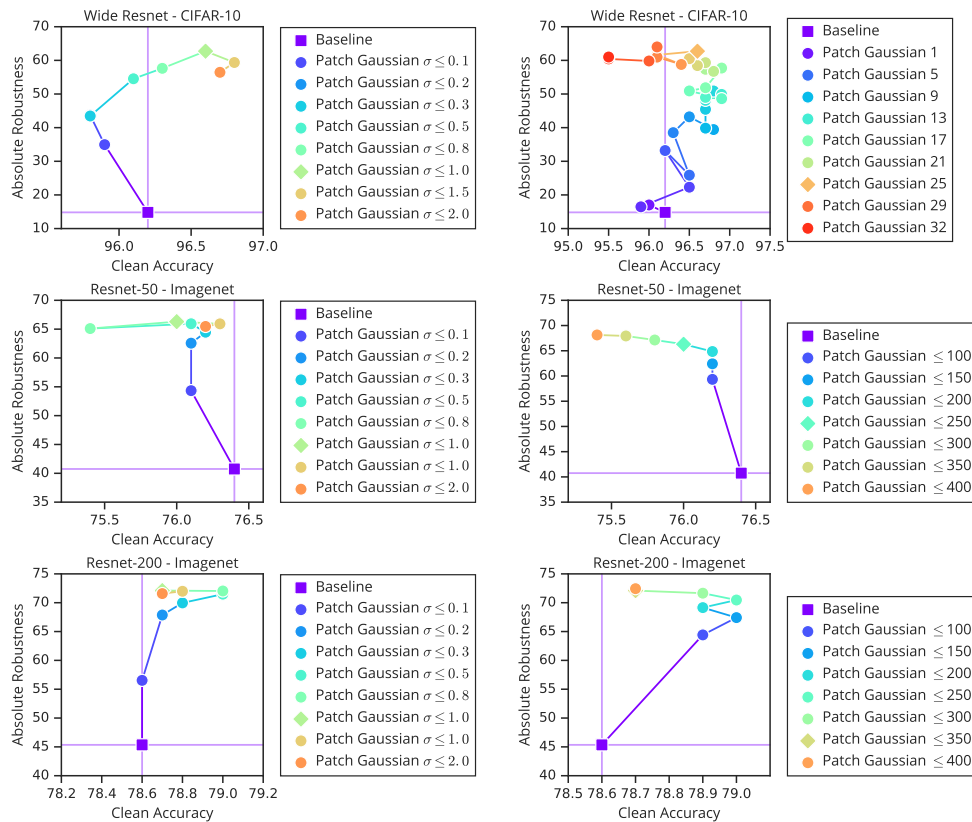 Wide Resnet - CIFAR-10
Absolute Robustness
70
60
50
40
30
20
10
96.0 96.5 97.0
Clean Accuracy
Baseline
Patch Gaussian σ≤0.1
Patch Gaussian σ≤0.2
Patch Gaussian σ≤0.3
Patch Gaussian σ≤0.5
Patch Gaussian σ≤0.8
Patch Gaussian σ≤1.0
Patch Gaussian σ≤1.5
Patch Gaussian σ≤2.0
Wide Resnet - CIFAR-10
Absolute Robustness
70
60
50
40
30
20
10
95.0 95.5 96.0 96.5 97.0 97.5
Clean Accuracy
Baseline
Patch Gaussian 1
Patch Gaussian 5
Patch Gaussian 9
Patch Gaussian 13
Patch Gaussian 17
Patch Gaussian 21
Patch Gaussian 25
Patch Gaussian 29
Patch Gaussian 32
Resnet-50 - Imagenet
Absolute Robustness
70
65
60
55
50
45
40
35
75.5 76.0 76.5
Clean Accuracy
Baseline
Patch Gaussian σ≤0.1
Patch Gaussian σ≤0.2
Patch Gaussian σ≤0.3
Patch Gaussian σ≤0.5
Patch Gaussian σ≤0.8
Patch Gaussian σ≤1.0
Patch Gaussian σ≤1.0
Patch Gaussian σ≤2.0
Resnet-50 - Imagenet
Absolute Robustness
75
70
65
60
55
50
45
40
35
75.5 76.0 76.5
Clean Accuracy
Baseline
Patch Gaussian ≤100
Patch Gaussian ≤150
Patch Gaussian ≤200
Patch Gaussian ≤250
Patch Gaussian ≤300
Patch Gaussian ≤350
Patch Gaussian ≤400
Resnet-200 - Imagenet
Absolute Robustness
75
70
65
60
55
50
45
40
78.2 78.4 78.6 78.8 79.0 79.2
Clean Accuracy
Baseline
Patch Gaussian σ≤0.1
Patch Gaussian σ≤0.2
Patch Gaussian σ≤0.3
Patch Gaussian σ≤0.5
Patch Gaussian σ≤0.8
Patch Gaussian σ≤1.0
Patch Gaussian σ≤1.0
Patch Gaussian σ≤2.0
Resnet-200 - Imagenet
Absolute Robustness
75
70
65
60
55
50
45
40
78.5 78.6 78.7 78.8 78.9 79.0
Clean Accuracy
Baseline
Patch Gaussian ≤100
Patch Gaussian ≤150
Patch Gaussian ≤200
Patch Gaussian ≤250
Patch Gaussian ≤300
Patch Gaussian ≤350
Patch Gaussian ≤400